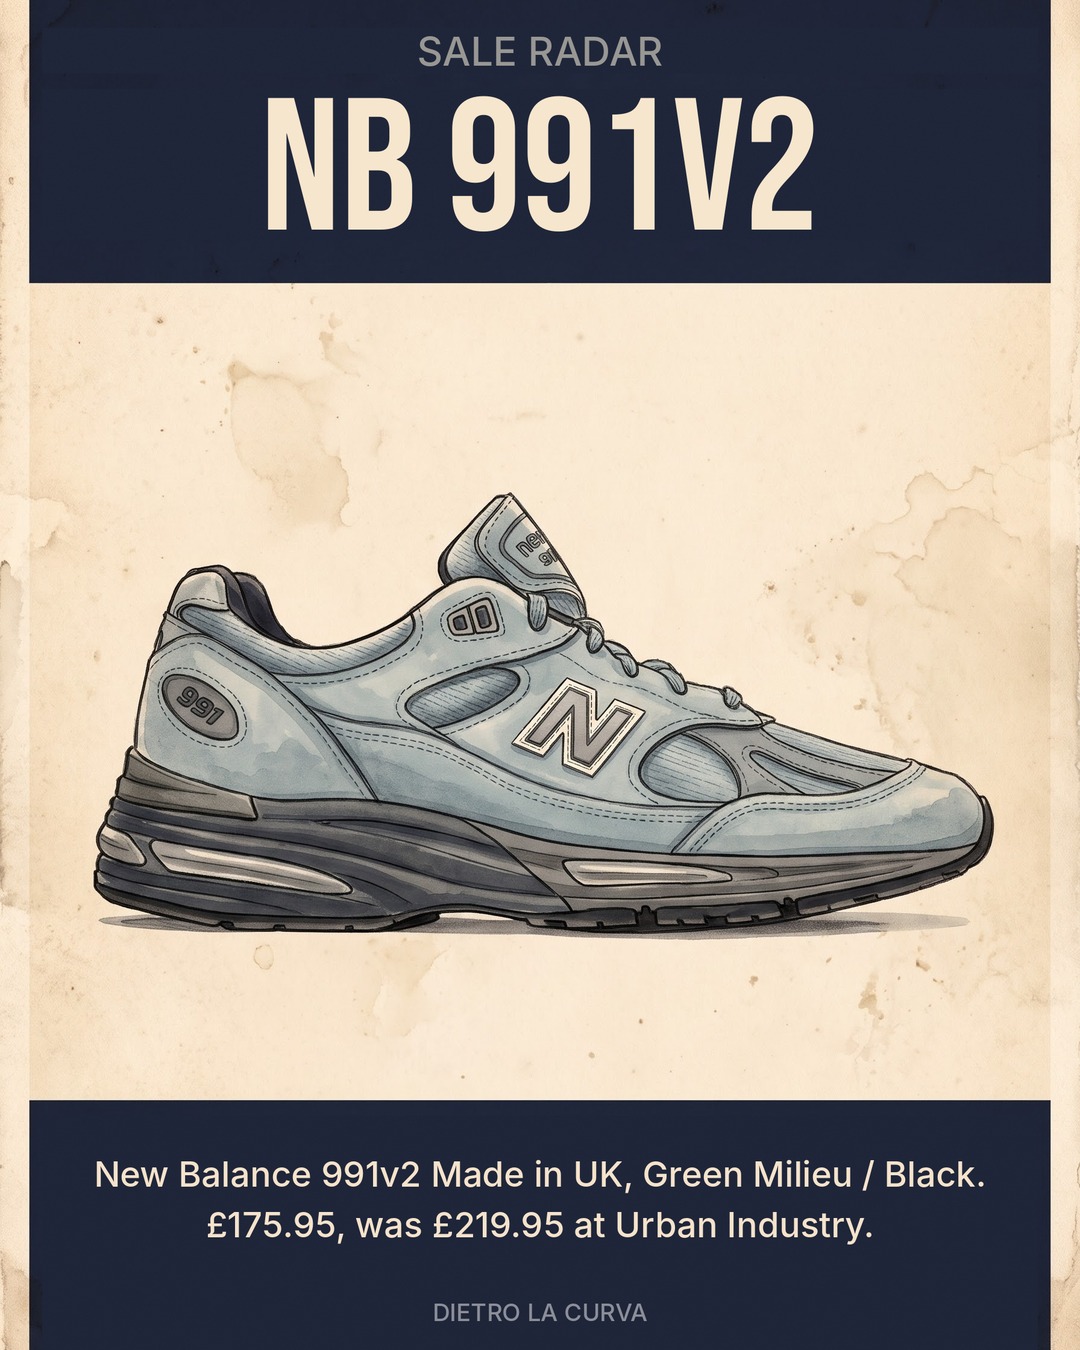 SALE RADAR
NB 991V2
991
N
New Balance 991v2 Made in UK, Green Milieu / Black.
£175.95, was £219.95 at Urban Industry.
DIETRO LA CURVA